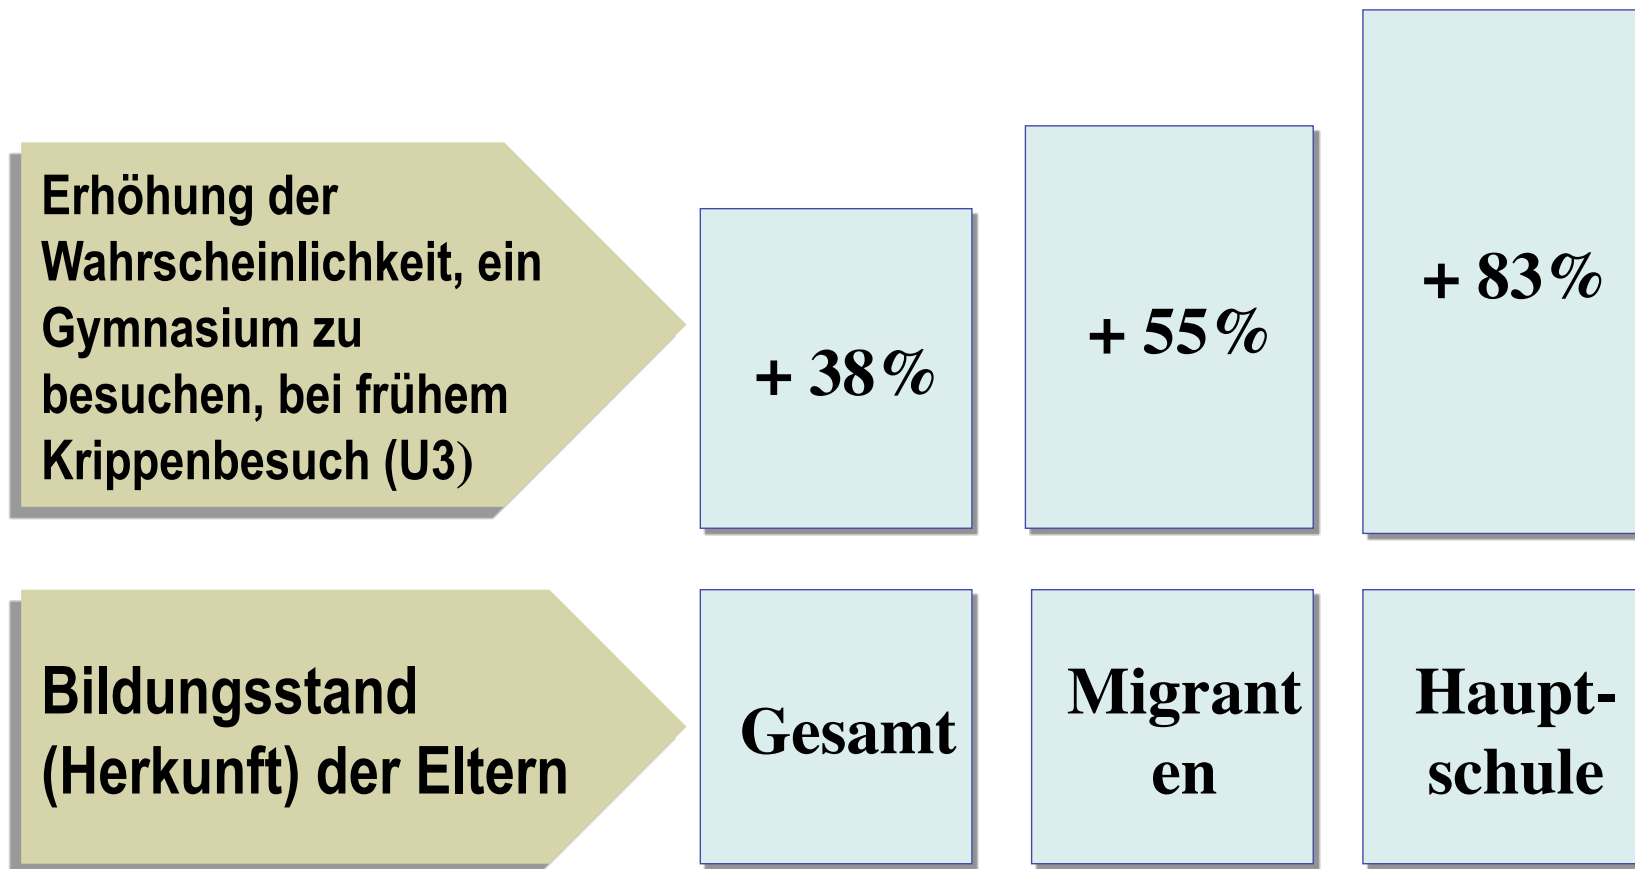 Erhöhung der
Wahrscheinlichkeit, ein
Gymnasium zu
besuchen, bei frühem
Krippenbesuch (U3)
+ 38%
+ 55%
+ 83%
Bildungsstand
(Herkunft) der Eltern
Gesamt
Migrant
en
Haupt-
schule